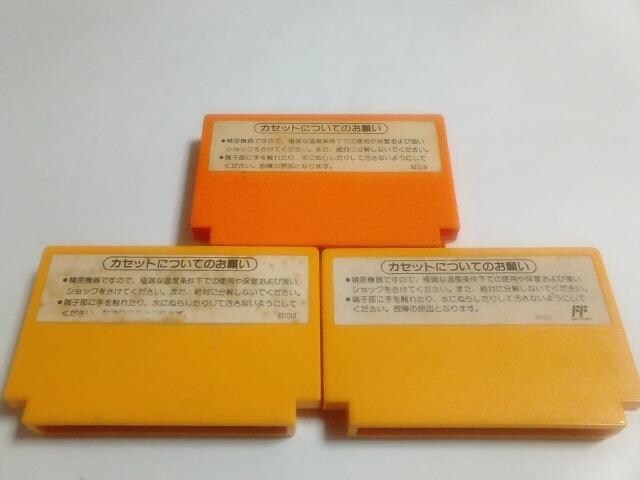 カセットについてのお願い
●精密機器ですので、極端な温度条件下での使用や保管および強い
ショックをさけてください。また、絶対に分解しないでください。
●端子部に手を触れたり、水にぬらしたりして汚さないようにして
ください。故障の原因となります。
カセットについてのお願い
●精密機器ですので、極端な温度条件下での使用や保管および強い
ショックをさけてください。また、絶対に分解しないでください。
●端子部に手を触れたり、水にぬらしたりして汚さないようにして
ください。故障の原因となります。
831018
カセットについてのお願い
●精密機器ですので、極端な温度条件下での使用や保管および強い
ショックをさけてください。また、絶対に分解しないでください。
●端子部に手を触れたり、水にぬらしたりして汚さないようにして
ください。故障の原因となります。
FF